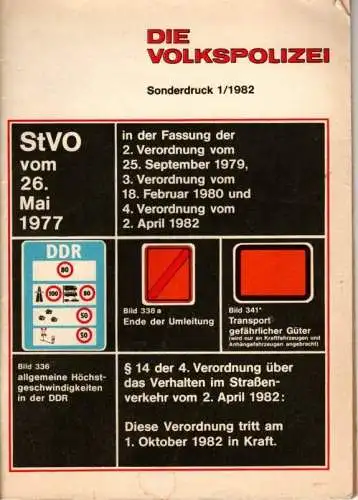 DIE
VOLKSPOLIZEI
Sonderdruck 1/1982
StVO
vom
26.
Mai
1977
in der Fassung der
2. Verordnung vom
25. September 1979,
3. Verordnung vom
18. Februar 1980 und
4. Verordnung vom
2. April 1982
DDR
80
100
80
50
50
Bild 336
allgemeine Höchst-
geschwindigkeiten
in der DDR
Bild 338 a
Ende der Umleitung
Bild 341*
Transport
gefährlicher Güter
(wird nur an Kraftfahrzeugen und
Anhängefahrzeugen angebracht)
§ 14 der 4. Verordnung über
das Verhalten im Straßen-
verkehr vom 2. April 1982:
Diese Verordnung tritt am
1. Oktober 1982 in Kraft.